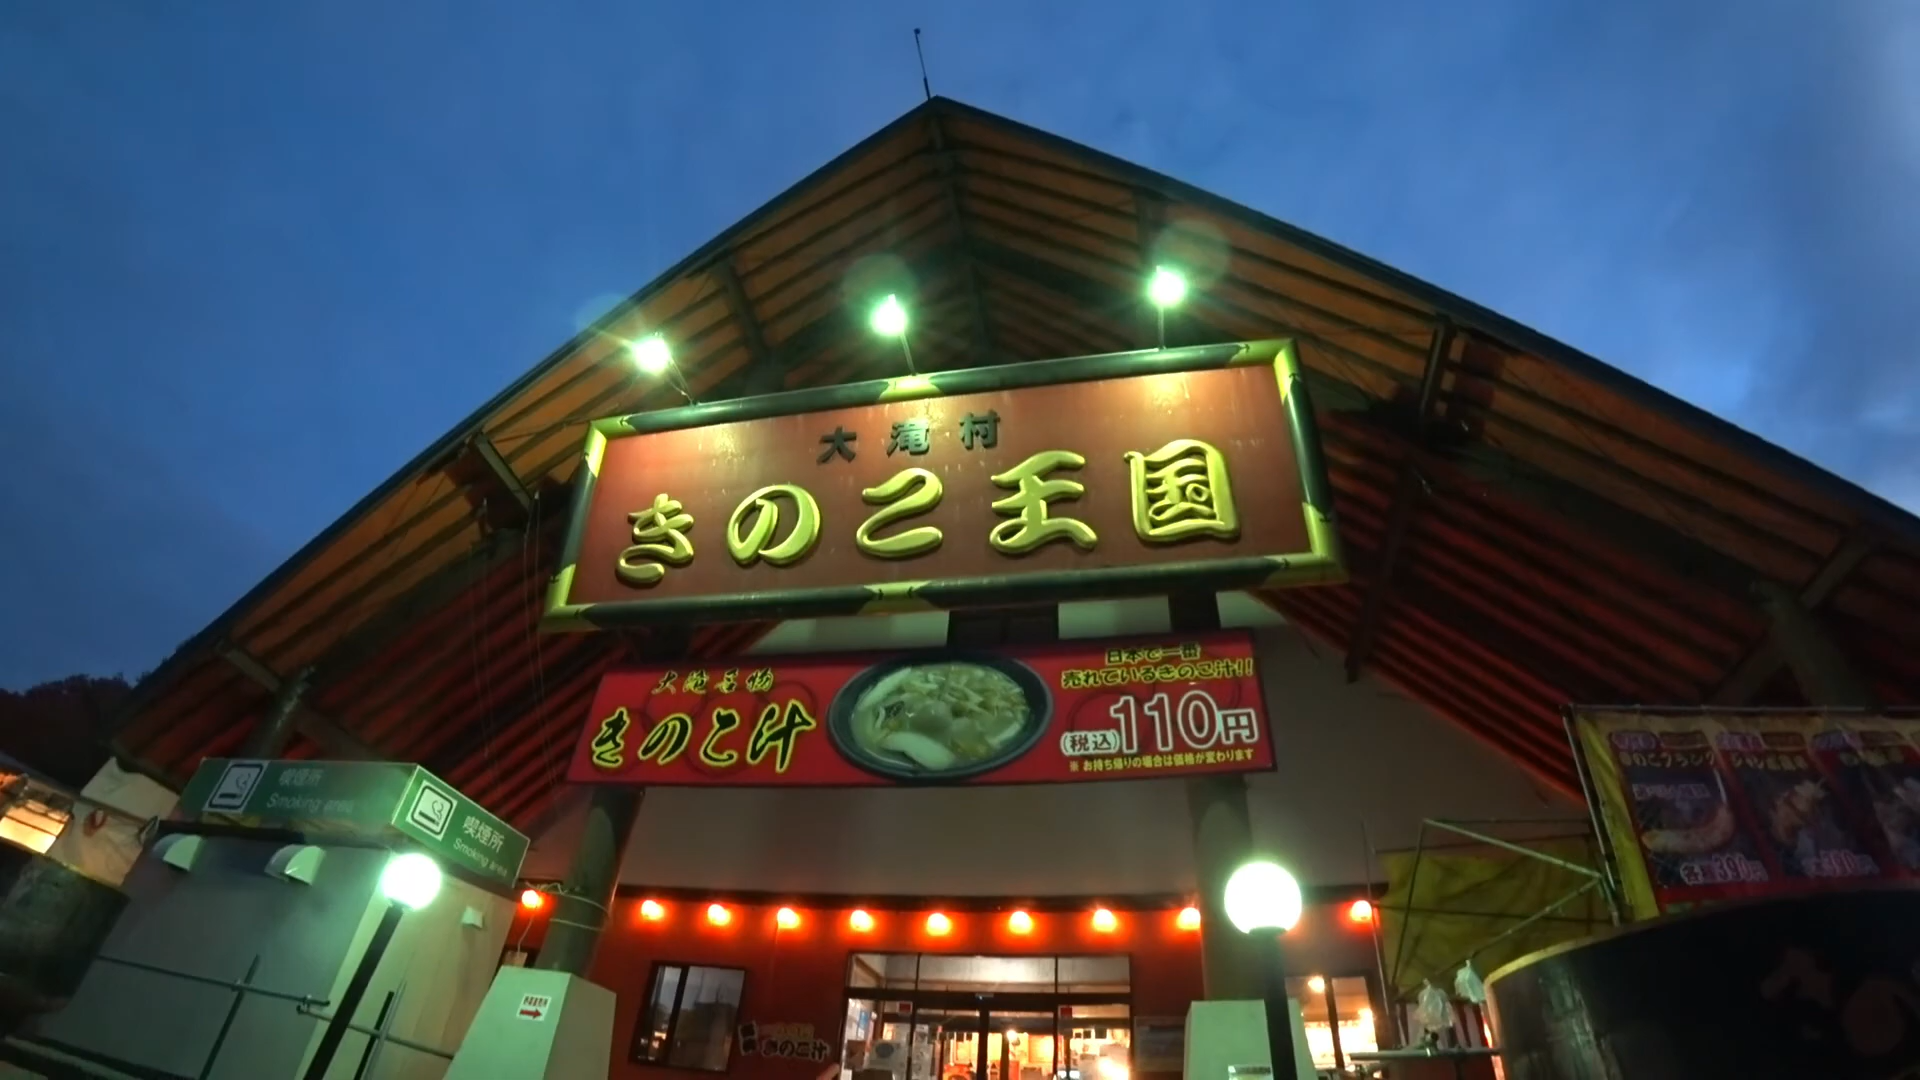 大滝村
きのこ王国
大滝名物
きのこ汁
日本で一番
売れているきのこ汁!!
(税込)110円
※お持ち帰りの場合は価格が変わります
喫煙所
Smoking area
喫煙所
Smoking area
きのこ汁